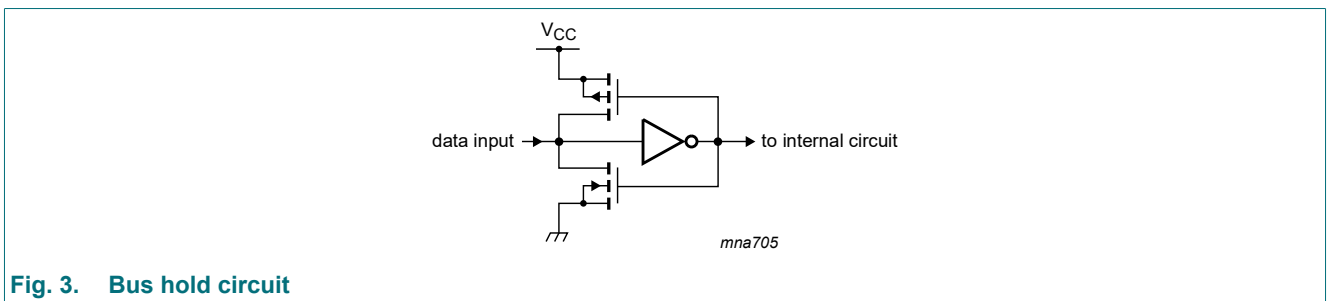 VCC
data input
to internal circuit
mna705
Fig. 3. Bus hold circuit